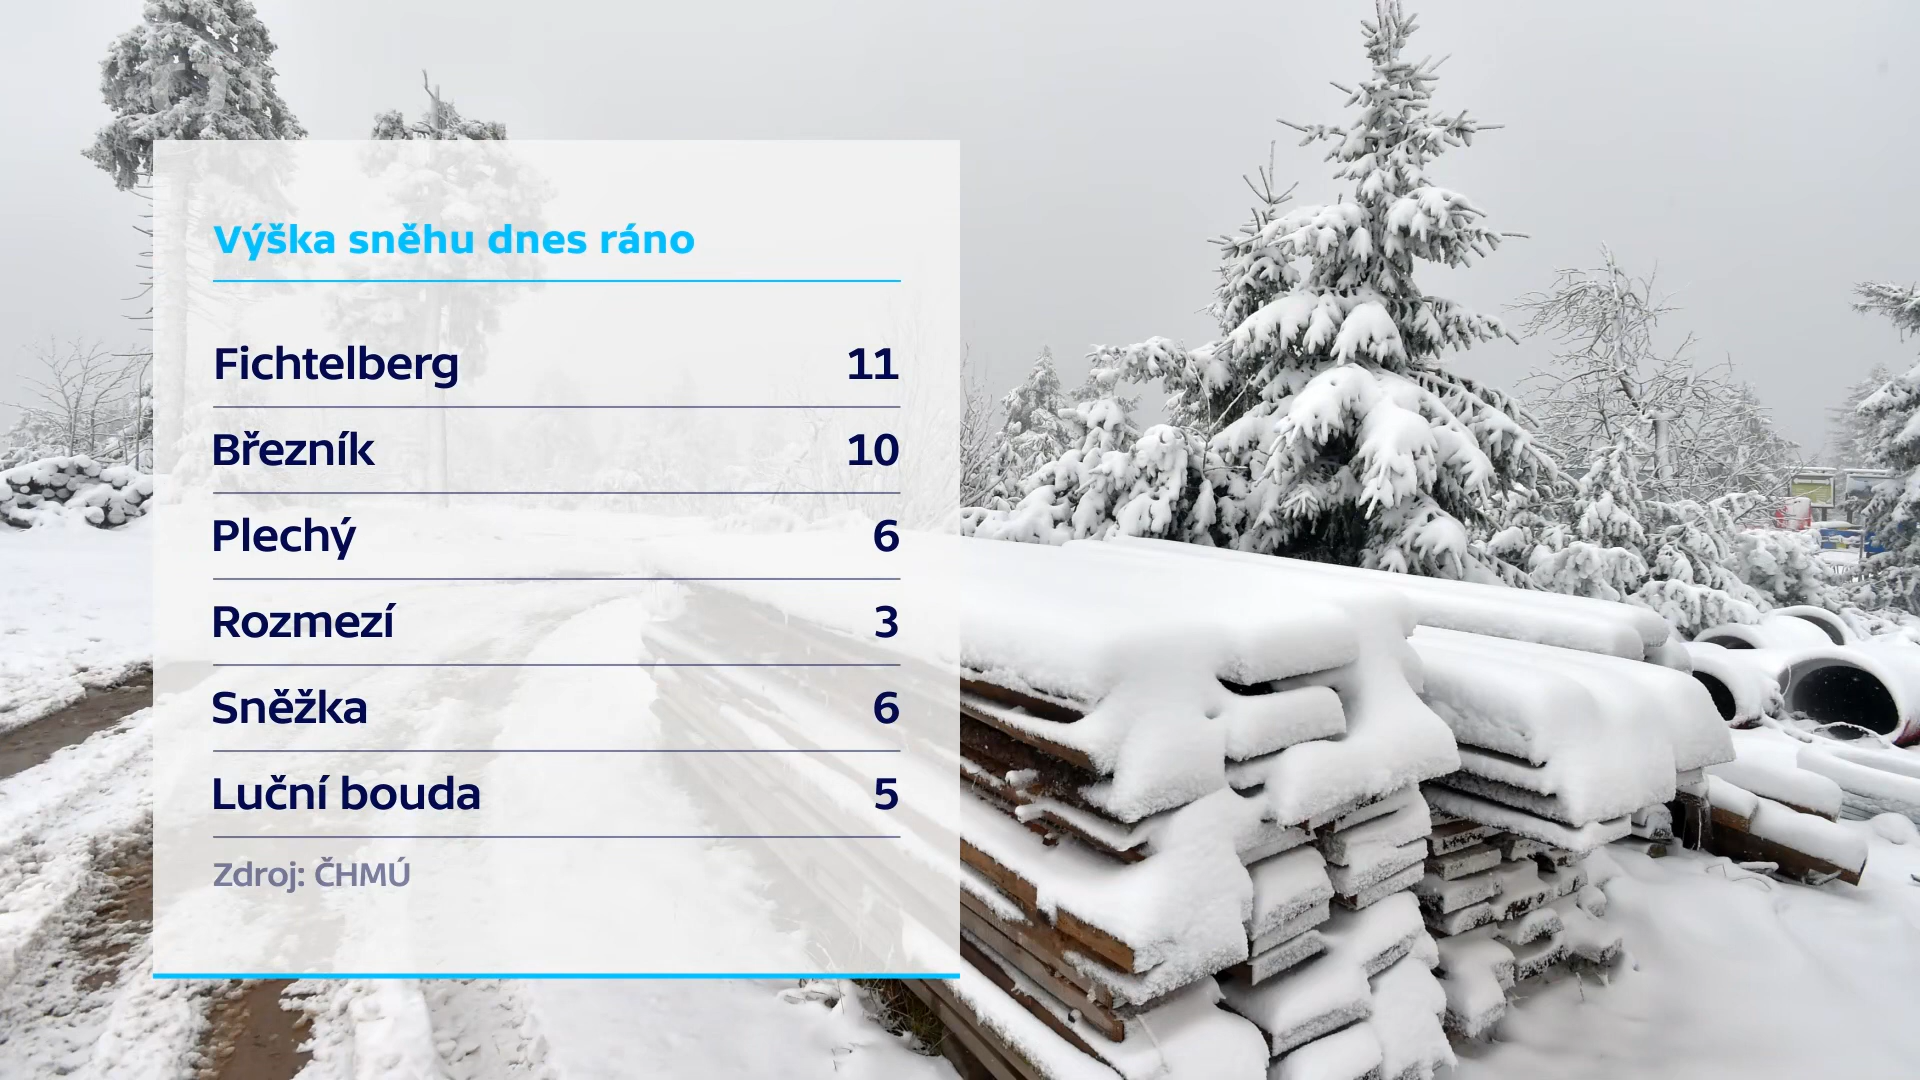 Výška sněhu dnes ráno
Fichtelberg 11
Březník 10
Plechý 6
Rozmezí 3
Sněžka 6
Luční bouda 5
Zdroj: ČHMÚ